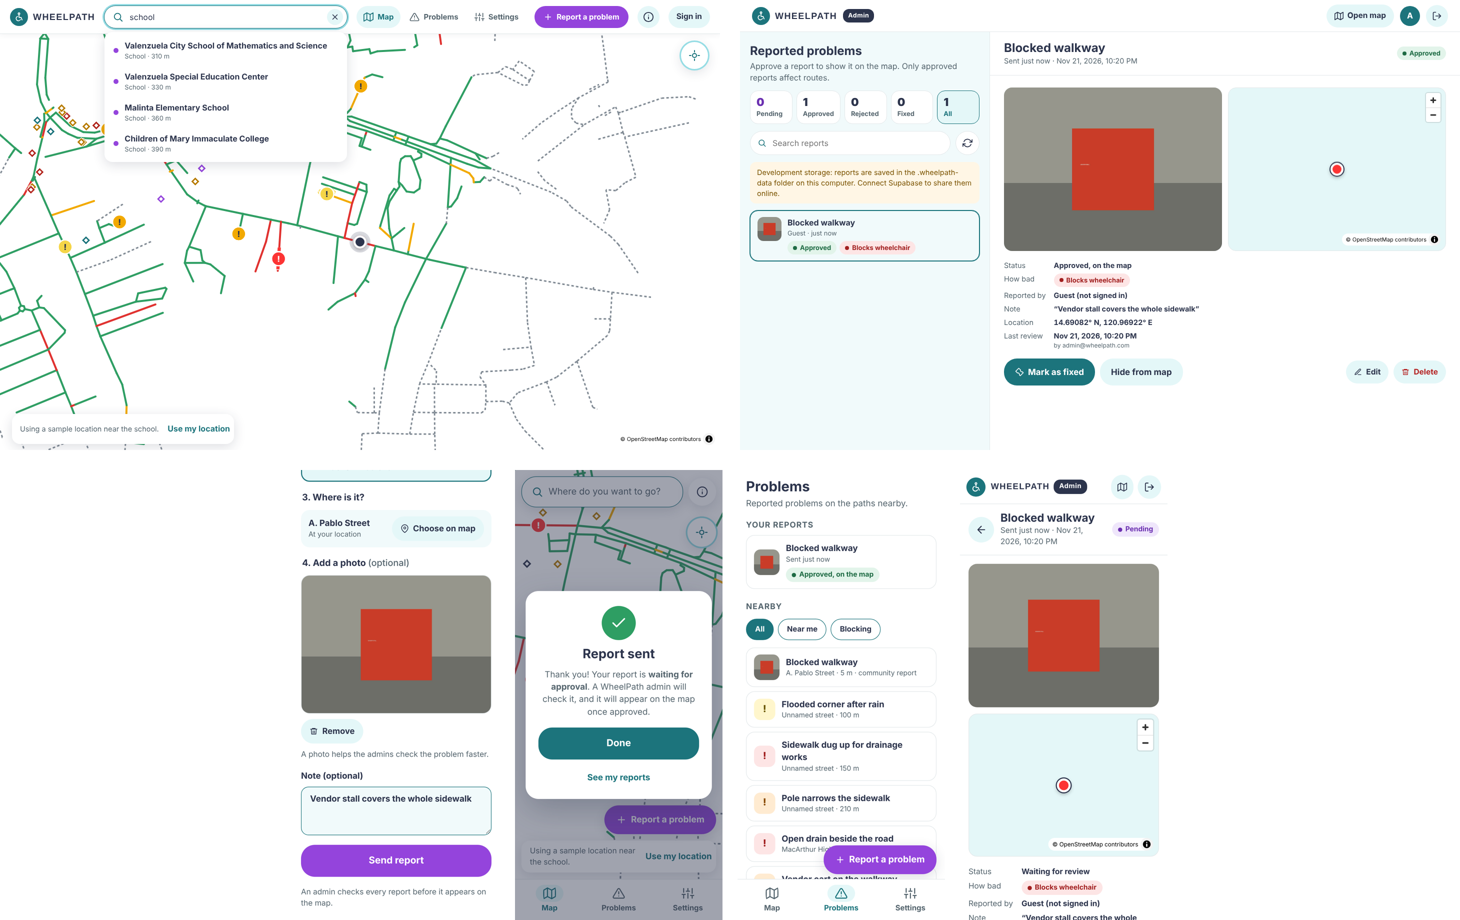 WHEELPATH
school
Map
Problems
Settings
+ Report a problem
Sign in
Valenzuela City School of Mathematics and Science
School · 310 m
Valenzuela Special Education Center
School · 330 m
Malinta Elementary School
School · 360 m
Children of Mary Immaculate College
School · 390 m
Using a sample location near the school.
Use my location
© OpenStreetMap contributors
WHEELPATH
Admin
Open map
A
Reported problems
Approve a report to show it on the map. Only approved
reports affect routes.
0
Pending
1
Approved
0
Rejected
0
Fixed
1
All
Search reports
Development storage: reports are saved in the .wheelpath-
data folder on this computer. Connect Supabase to share them
online.
Blocked walkway
Guest · just now
Approved
Blocks wheelchair
Blocked walkway
Sent just now · Nov 21, 2026, 10:20 PM
Approved
© OpenStreetMap contributors
Status Approved, on the map
How bad Blocks wheelchair
Reported by Guest (not signed in)
Note “Vendor stall covers the whole sidewalk”
Location 14.69082° N, 120.96922° E
Last review Nov 21, 2026, 10:20 PM
by admin@wheelpath.com
Mark as fixed
Hide from map
Edit
Delete
3. Where is it?
A. Pablo Street
At your location
Choose on map
4. Add a photo (optional)
Remove
A photo helps the admins check the problem faster.
Note (optional)
Vendor stall covers the whole sidewalk
Send report
An admin checks every report before it appears on
the map.
Where do you want to go?
Report sent
Thank you! Your report is waiting for
approval. A WheelPath admin will
check it, and it will appear on the map
once approved.
Done
See my reports
+ Report a problem
Using a sample location near
the school.
Use my location
Map
Problems
Settings
Problems
Reported problems on the paths nearby.
YOUR REPORTS
Blocked walkway
Sent just now
Approved, on the map
NEARBY
All
Near me
Blocking
Blocked walkway
A. Pablo Street · 5 m · community report
Flooded corner after rain
Unnamed street · 100 m
Sidewalk dug up for drainage
works
Unnamed street · 150 m
Pole narrows the sidewalk
Unnamed street · 210 m
Open drain beside the road
MacArthur
+ Report a problem
Map
Problems
Settings
WHEELPATH
Admin
Blocked walkway
Sent just now · Nov 21,
2026, 10:20 PM
Pending
© OpenStreetMap contributors
Status Waiting for review
How bad Blocks wheelchair
Reported by Guest (not signed in)
Note “Vendor stall covers the whole